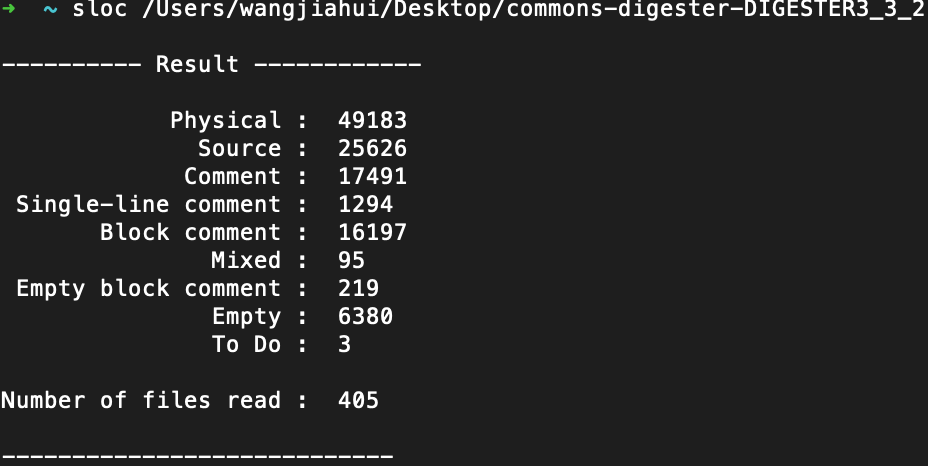 ➜  ~ sloc /Users/wangjiahui/Desktop/commons-digester-DIGESTER3_3_2
---------- Result ------------
Physical :  49183
Source :  25626
Comment :  17491
Single-line comment :  1294
Block comment :  16197
Mixed :  95
Empty block comment :  219
Empty :  6380
To Do :  3
Number of files read :  405
----------------------------